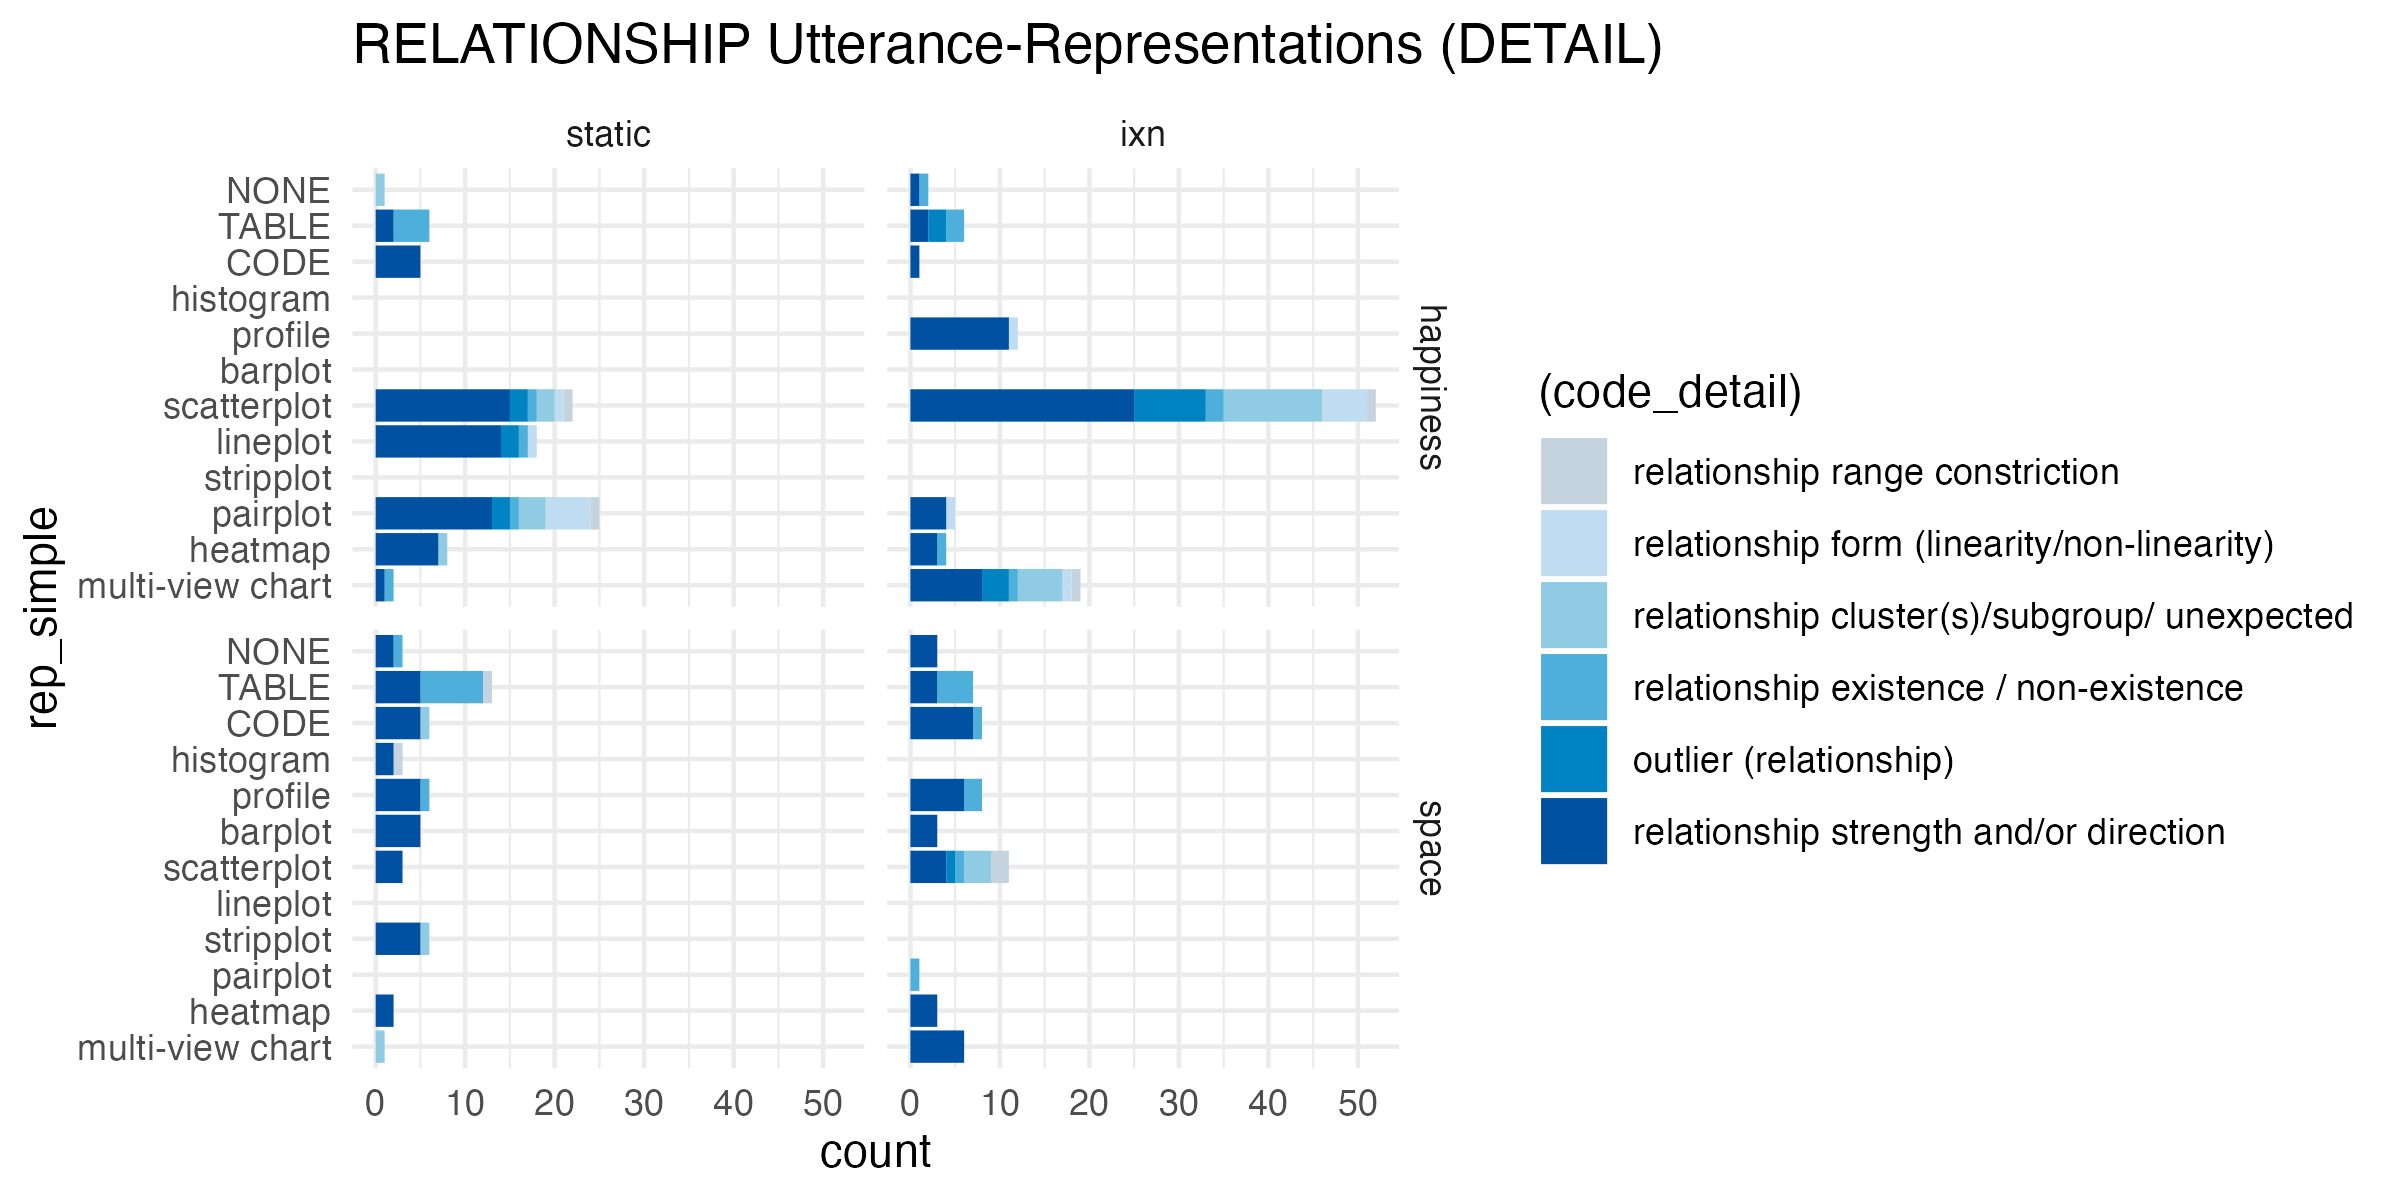 RELATIONSHIP Utterance-Representations (DETAIL)
static
ixn
NONE
TABLE
CODE
histogram
profile
barplot
scatterplot
lineplot
stripplot
pairplot
heatmap
multi-view chart
happiness
NONE
TABLE
CODE
histogram
profile
barplot
scatterplot
lineplot
stripplot
pairplot
heatmap
multi-view chart
space
rep_simple
0 10 20 30 40 50
0 10 20 30 40 50
count
(code_detail)
relationship range constriction
relationship form (linearity/non-linearity)
relationship cluster(s)/subgroup/ unexpected
relationship existence / non-existence
outlier (relationship)
relationship strength and/or direction